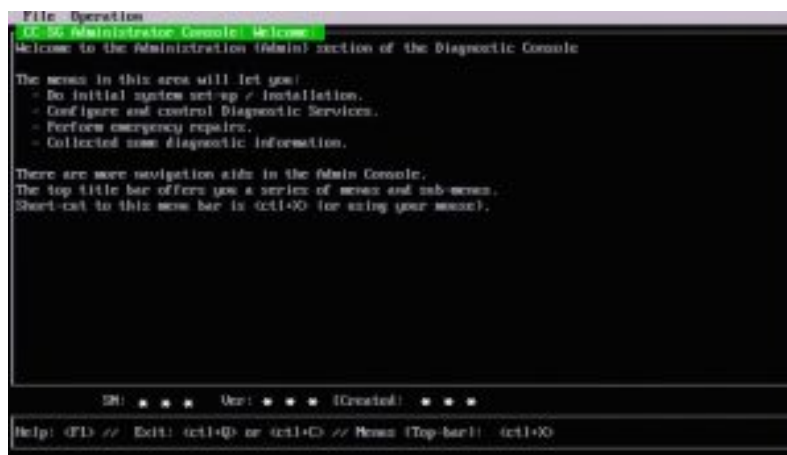 File Operation
CC-SG Administrator Console: Welcome:
Welcome to the Administration (Admin) section of the Diagnostic Console
The menus in this area will let you:
- Do initial system set-up / installation.
- Configure and control Diagnostic Services.
- Perform emergency repairs.
- Collected some diagnostic information.
There are more navigation aids in the Admin Console.
The top title bar offers you a series of menus and sub-menus.
Short-cut to this menu bar is <ctl+X> (or using your mouse).
SN: * * * Ver: * * * [Created: * * *
Help: <F1> // Exit: <ctl+Q> or <ctl+C> // Menus (Top-bar): <ctl+X>